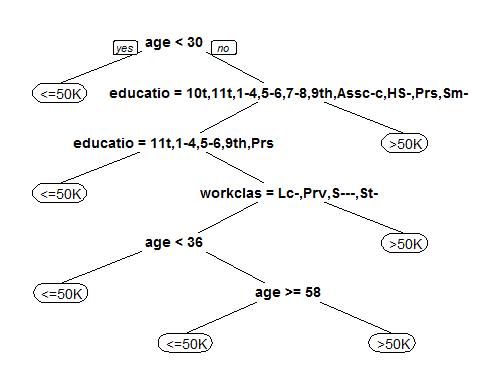 yes age < 30 no
<=50K educatio = 10t,11t,1-4,5-6,7-8,9th,Assc-c,HS-,Prs,Sm-
educatio = 11t,1-4,5-6,9th,Prs >50K
<=50K workclas = Lc-,Prv,S---,St-
age < 36 >50K
<=50K age >= 58
<=50K >50K